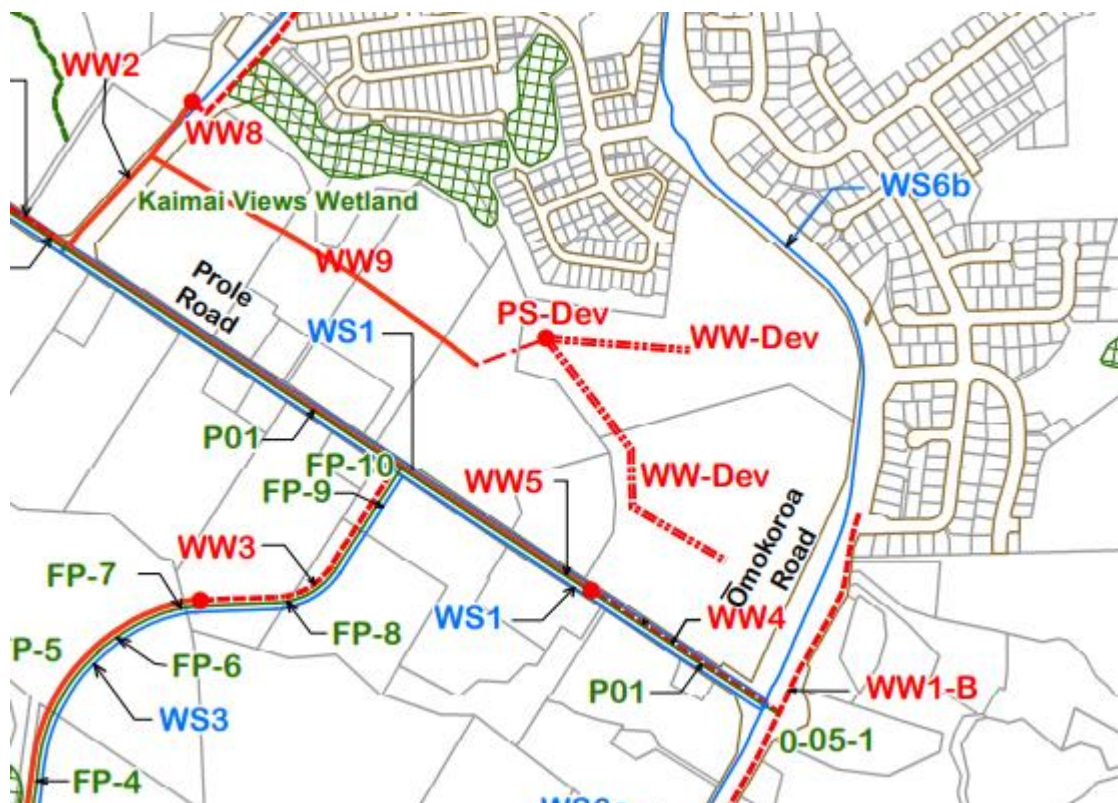 WW2
WW8
WS6b
Kaimai Views Wetland
WW9
Prole
Road
PS-Dev
WS1
WW-Dev
P01
FP-10
FP-9
WW5
WW-Dev
WW3
Ōmokoroa
Road
FP-7
WS1
WW4
FP-8
P-5
FP-6
P01
WW1-B
WS3
0-05-1
FP-4